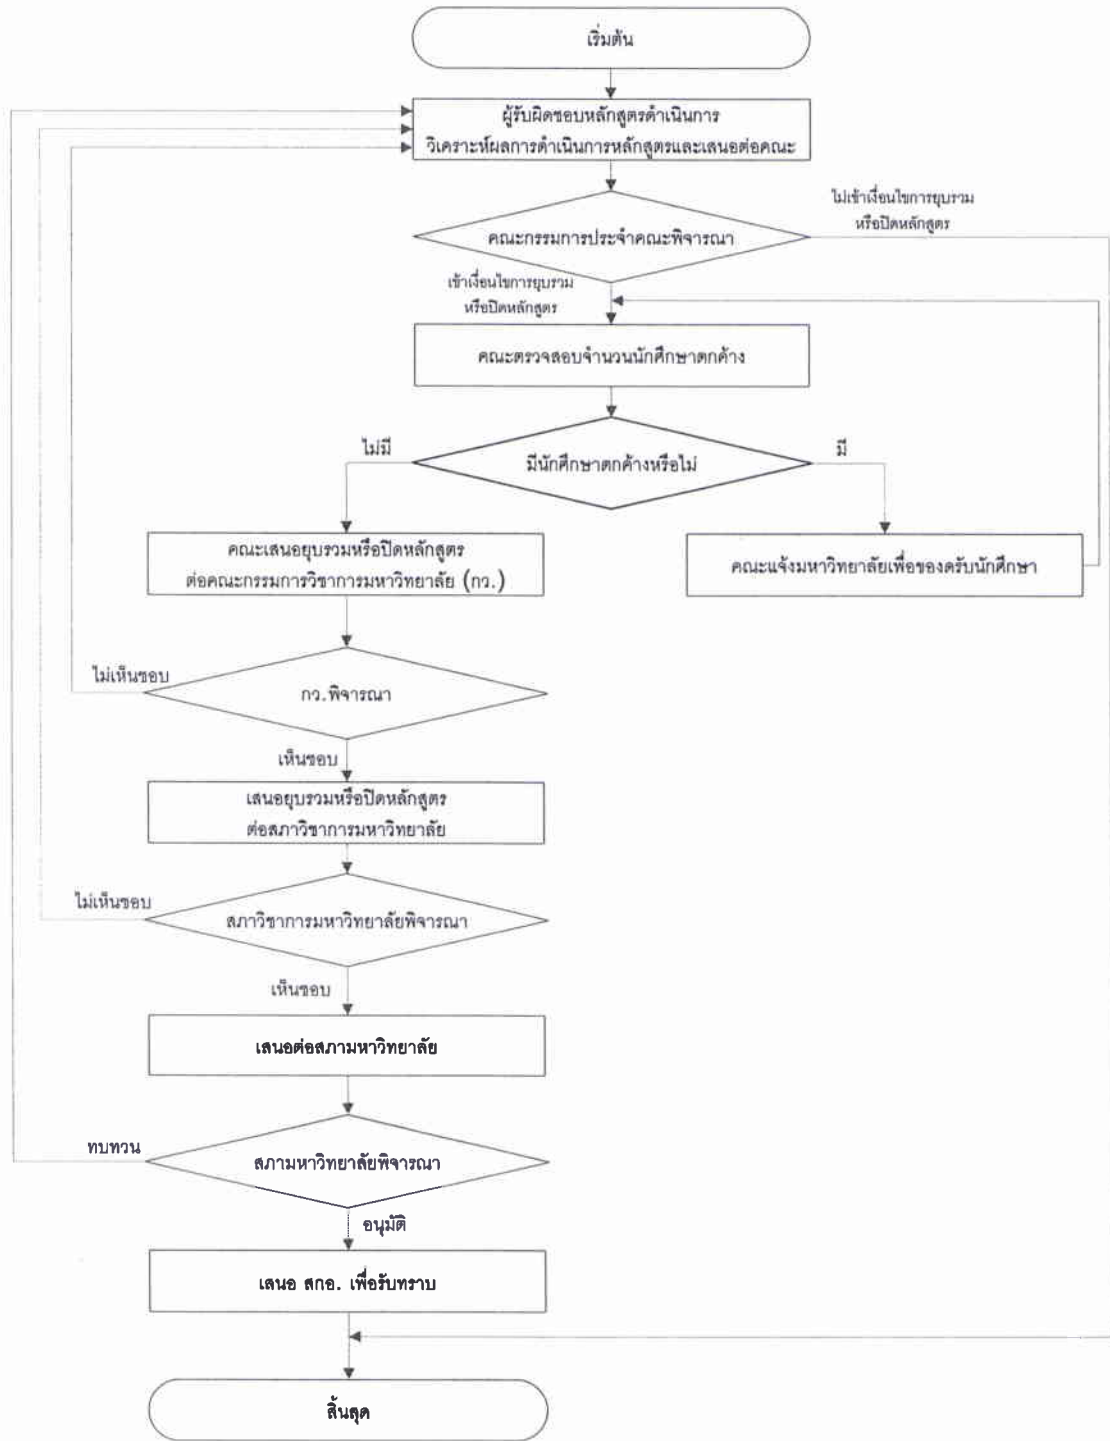 เริ่มต้น
ผู้รับผิดชอบหลักสูตรดำเนินการ
วิเคราะห์ผลการดำเนินการหลักสูตรและเสนอต่อคณะ
ไม่เข้าเงื่อนไขการยุบรวม
หรือปิดหลักสูตร
คณะกรรมการประจำคณะพิจารณา
เข้าเงื่อนไขการยุบรวม
หรือปิดหลักสูตร
คณะตรวจสอบจำนวนนักศึกษาตกค้าง
ไม่มี
มีนักศึกษาตกค้างหรือไม่
มี
คณะเสนอยุบรวมหรือปิดหลักสูตร
ต่อคณะกรรมการวิชาการมหาวิทยาลัย (กว.)
คณะแจ้งมหาวิทยาลัยเพื่อของดรับนักศึกษา
ไม่เห็นชอบ
กว.พิจารณา
เห็นชอบ
เสนอยุบรวมหรือปิดหลักสูตร
ต่อสภาวิชาการมหาวิทยาลัย
ไม่เห็นชอบ
สภาวิชาการมหาวิทยาลัยพิจารณา
เห็นชอบ
เสนอต่อสภามหาวิทยาลัย
ทบทวน
สภามหาวิทยาลัยพิจารณา
อนุมัติ
เสนอ สกอ. เพื่อรับทราบ
สิ้นสุด